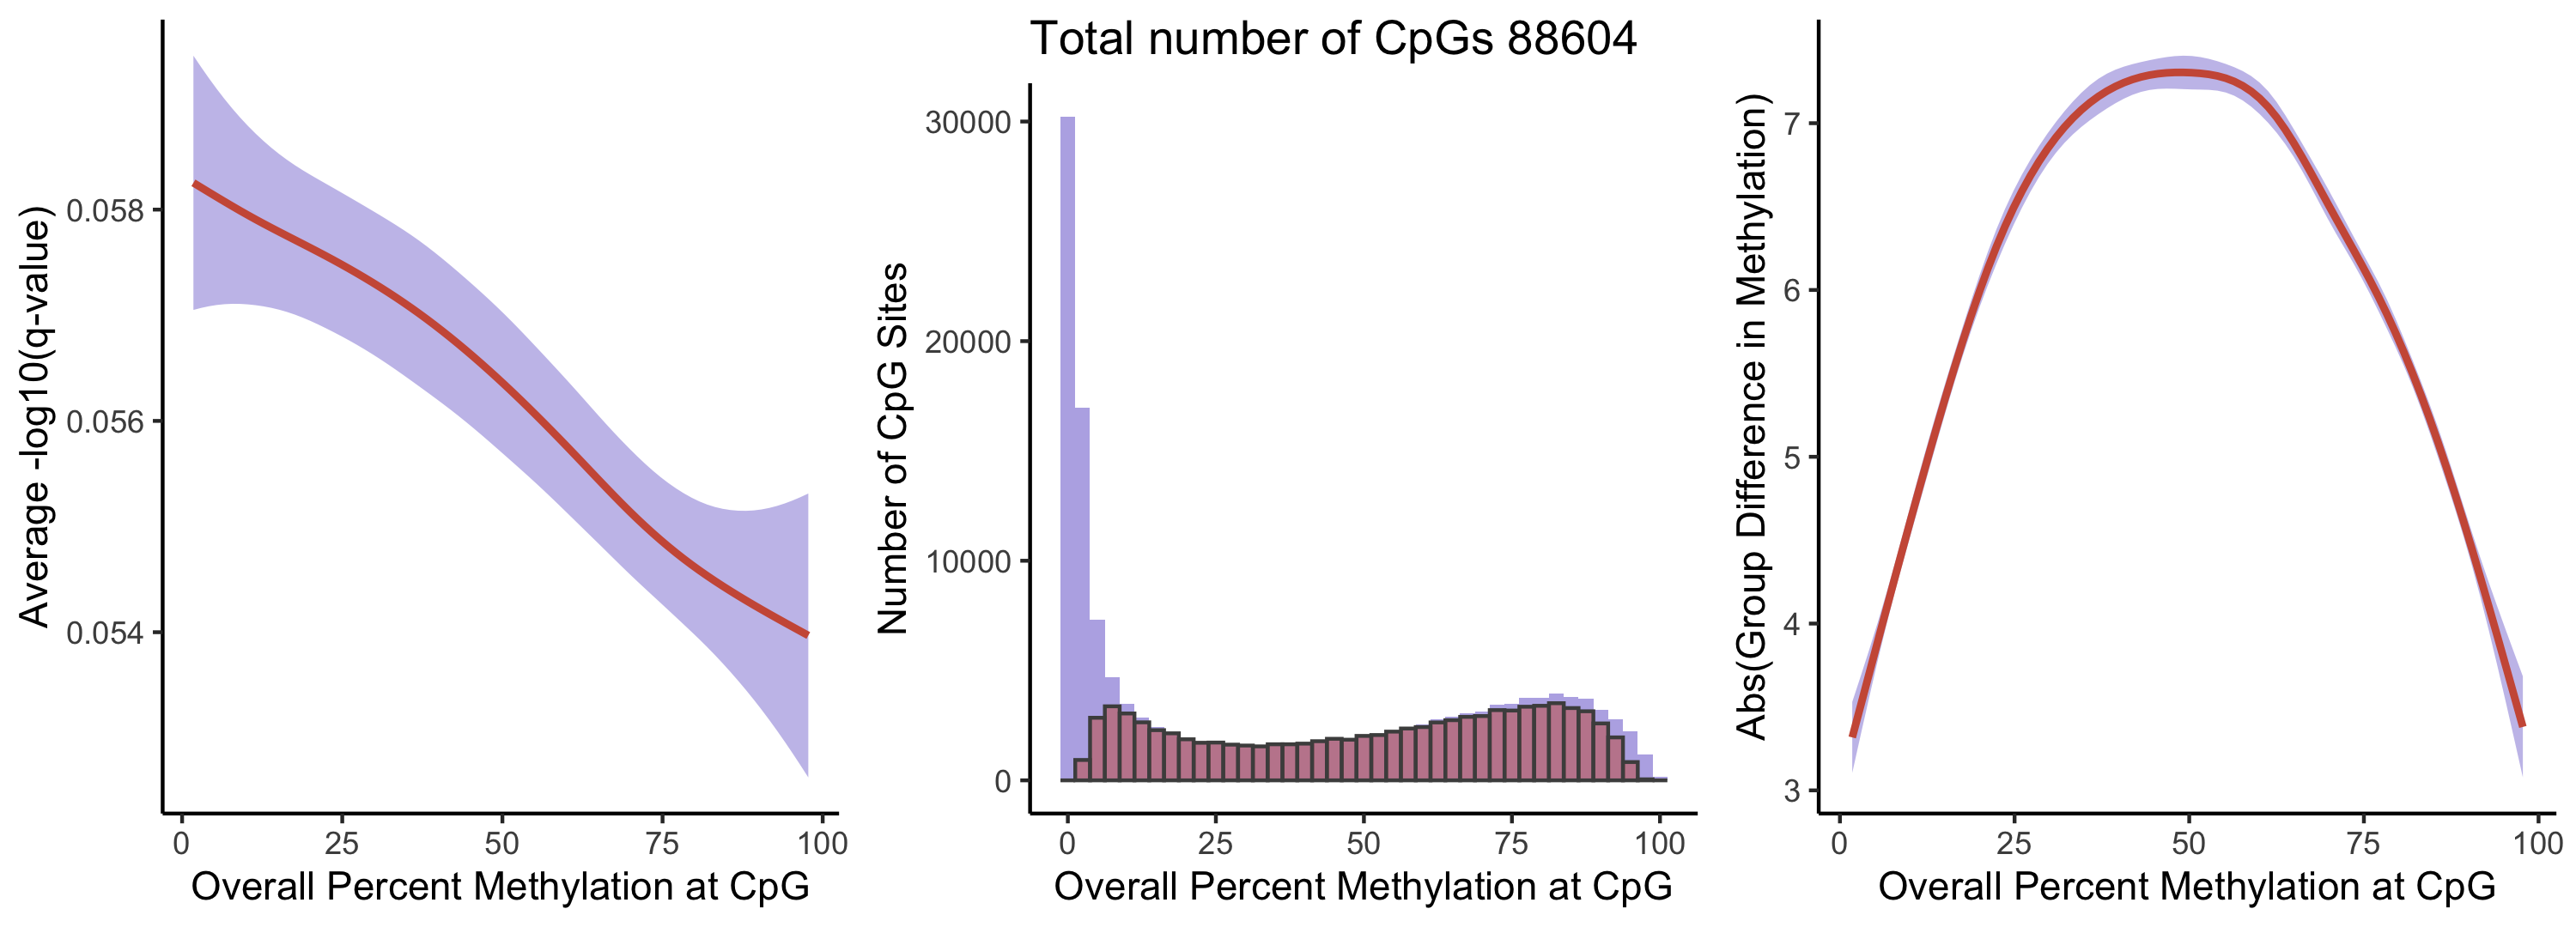 Average -log10(q-value)
0.058
0.056
0.054
0 25 50 75 100
Overall Percent Methylation at CpG
Total number of CpGs 88604
Number of CpG Sites
30000
20000
10000
0
0 25 50 75 100
Overall Percent Methylation at CpG
Abs(Group Difference in Methylation)
7
6
5
4
3
0 25 50 75 100
Overall Percent Methylation at CpG